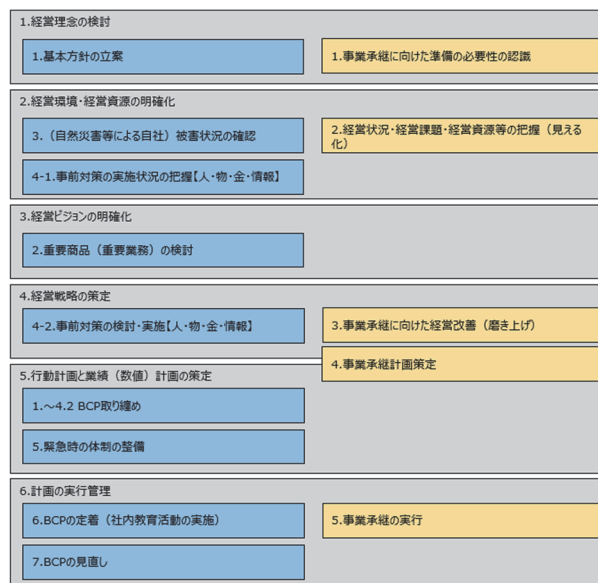 1.経営理念の検討
1.基本方針の立案
1.事業承継に向けた準備の必要性の認識
2.経営環境・経営資源の明確化
3.（自然災害等による自社）被害状況の確認
2.経営状況・経営課題・経営資源等の把握（見える
化）
4-1.事前対策の実施状況の把握【人・物・金・情報】
3.経営ビジョンの明確化
2.重要商品（重要業務）の検討
4.経営戦略の策定
4-2.事前対策の検討・実施【人・物・金・情報】
3.事業承継に向けた経営改善（磨き上げ）
4.事業承継計画策定
5.行動計画と業績（数値）計画の策定
1.～4.2 BCP取り纏め
5.緊急時の体制の整備
6.計画の実行管理
6.BCPの定着（社内教育活動の実施）
5.事業承継の実行
7.BCPの見直し